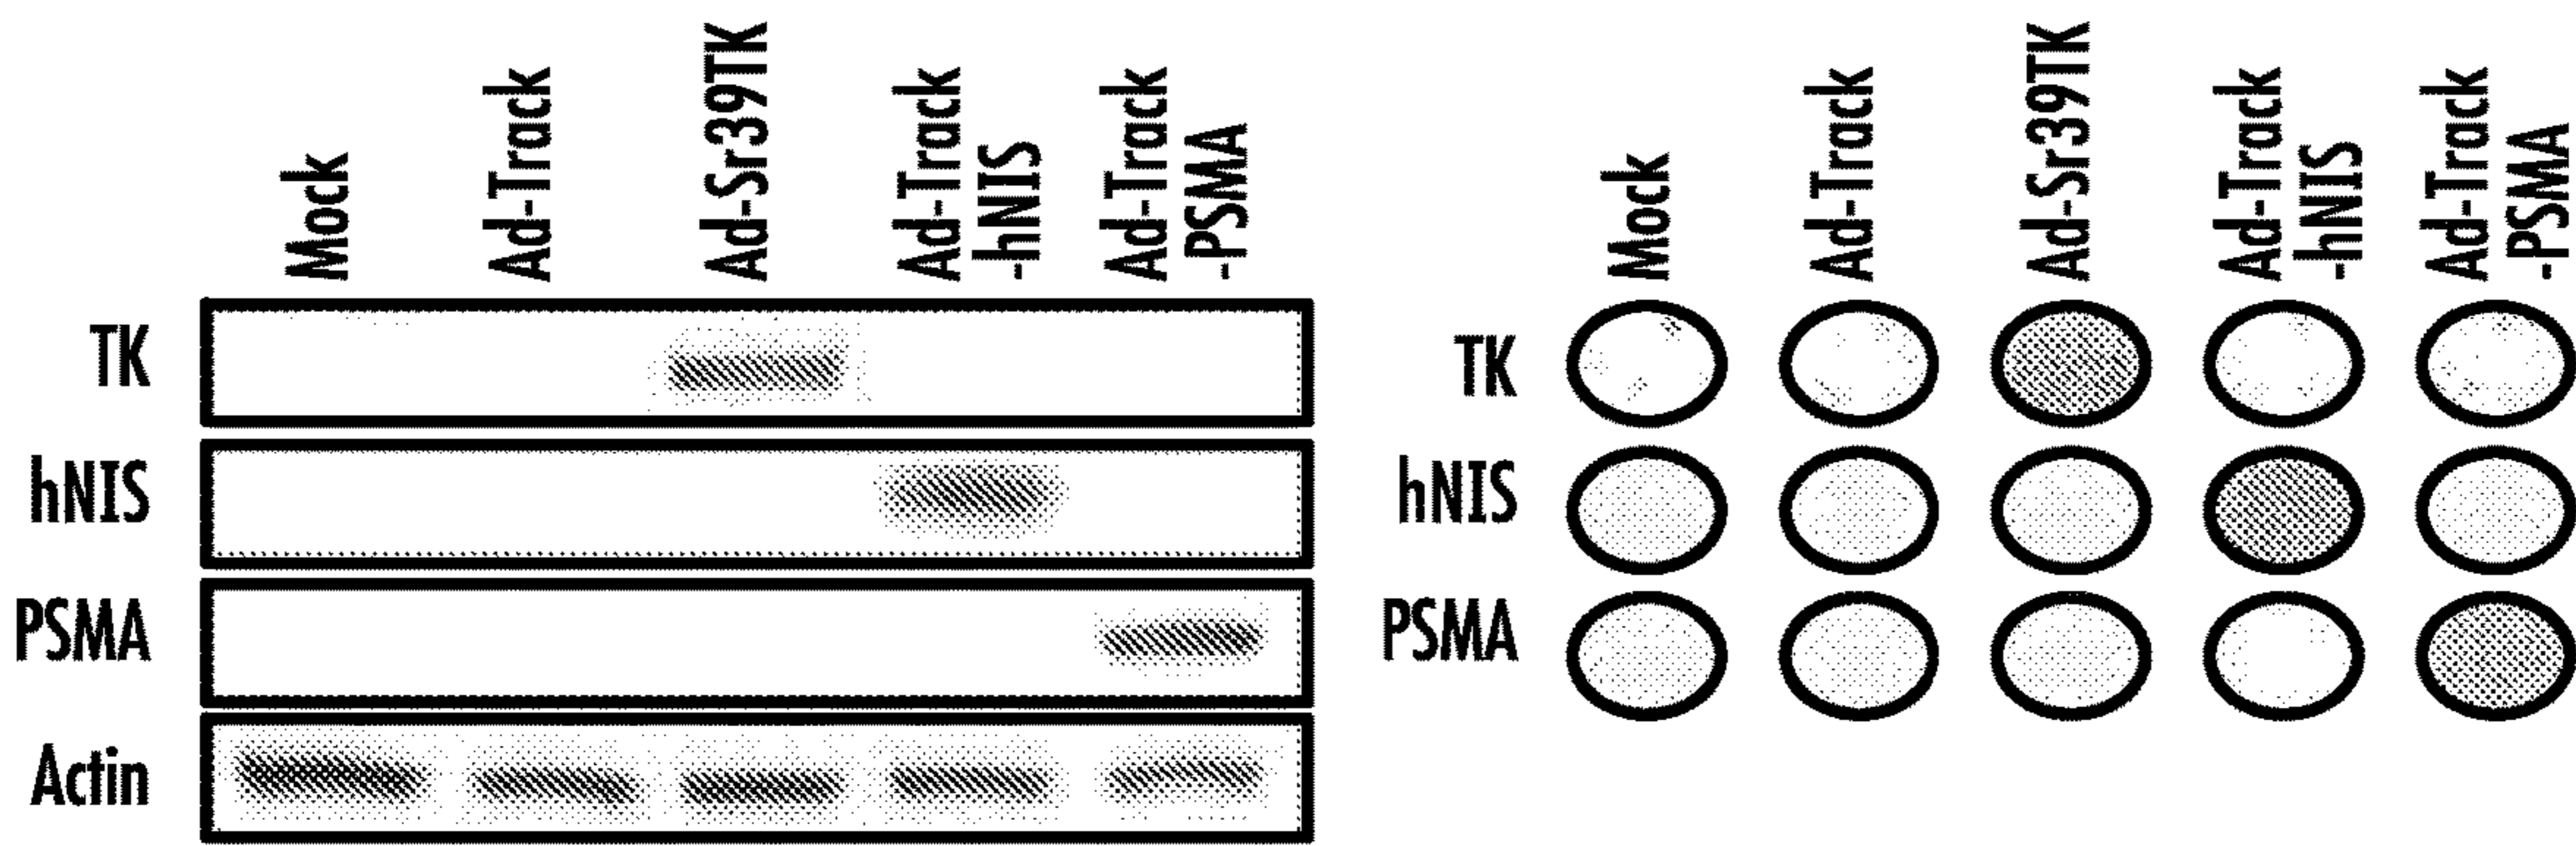 Mock
Ad-Track
Ad-Sr39TK
Ad-Track
-hNIS
Ad-Track
-PSMA
TK
hNIS
PSMA
Actin
Mock
Ad-Track
Ad-Sr39TK
Ad-Track
-hNIS
Ad-Track
-PSMA
TK
hNIS
PSMA